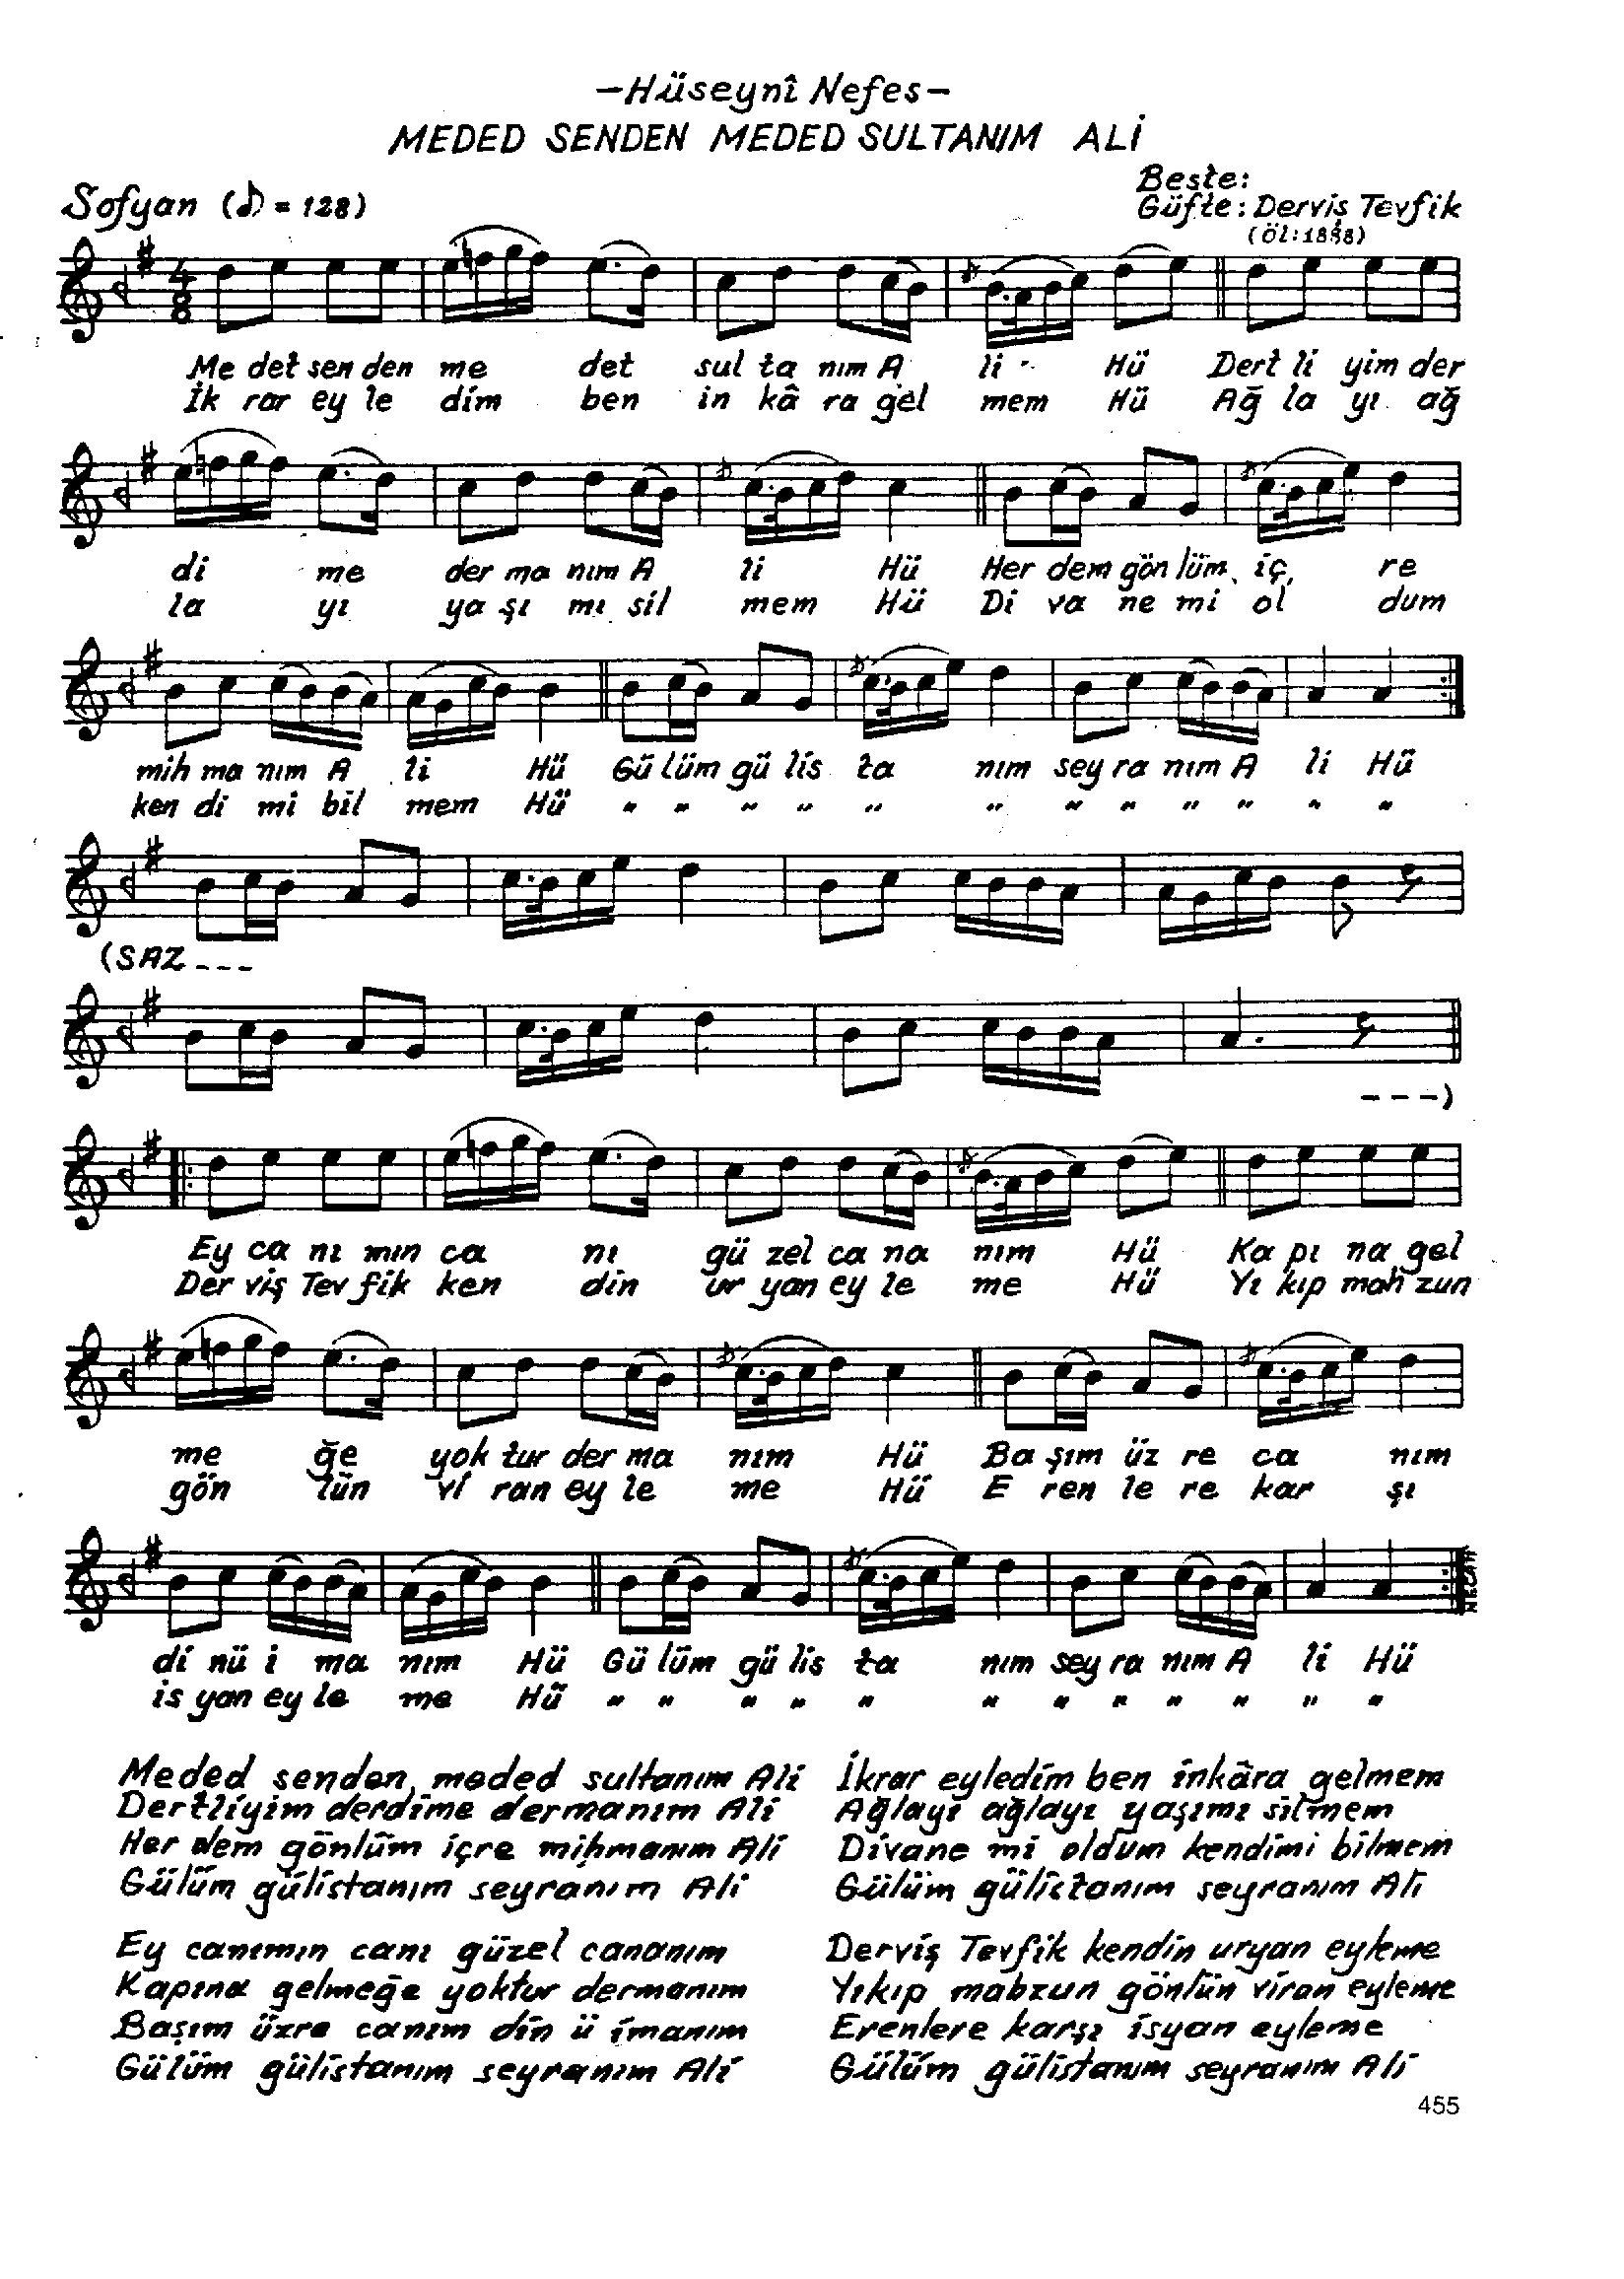 -Hüseynî Nefes-
MEDED SENDEN MEDED SULTANIM ALİ
Beste:
Sofyan (♪ = 128)
Güfte: Derviş Tevfik
(Öl:1888)
4
8
Me det sen den me det sul ta nım A li - Hü Dert li yim der
İk rar ey le dim ben in kâ ra gel mem Hü Ağ la yı ağ
di me der ma nım A li Hü Her dem gön lüm iç re
la yı ya şı mı sil mem Hü Di va ne mi ol dum
mih ma nım A li Hü Gü lüm gü lis ta nım sey ra nım A li Hü
ken di mi bil mem Hü " " " " " " " " " " " "
(SAZ ---
---)
Ey ca nı mın ca nı gü zel ca na nım Hü Ka pı na gel
Der viş Tev fik ken din ur yan ey le me Hü Yı kıp mah zun
me ğe yok tur der ma nım Hü Ba şım üz re ca nım
gön lün vi ran ey le me Hü E ren le re kar şı
di nü i ma nım Hü Gü lüm gü lis ta nım sey ra nım A li Hü
is yan ey le me Hü " " " " " " " " " " " "
NECATİ
Meded senden meded sultanım Ali
Dertliyim derdime dermanım Ali
Her dem gönlüm içre mihmanım Ali
Gülüm gülistanım seyranım Ali
İkrar eyledim ben inkâra gelmem
Ağlayı ağlayı yaşımı silmem
Divane mi oldum kendimi bilmem
Gülüm gülistanım seyranım Ali
Ey canımın canı güzel cananım
Kapına gelmeğe yoktur dermanım
Başım üzre canım din ü imanım
Gülüm gülistanım seyranım Ali
Derviş Tevfik kendin uryan eyleme
Yıkıp mahzun gönlün viran eyleme
Erenlere karşı isyan eyleme
Gülüm gülistanım seyranım Ali
455